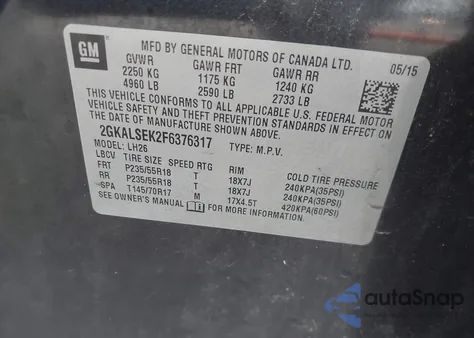 GM
MFD BY GENERAL MOTORS OF CANADA LTD. 05/15
GVWR GAWR FRT GAWR RR
2250 KG 1175 KG 1240 KG
4960 LB 2590 LB 2733 LB
THIS VEHICLE CONFORMS TO ALL APPLICABLE U.S. FEDERAL MOTOR
VEHICLE SAFETY, BUMPER, AND THEFT PREVENTION STANDARDS IN EFFECT ON
THE DATE OF MANUFACTURE SHOWN ABOVE.
2GKALSEK2F6376317 TYPE: M.P.V.
MODEL: LH26
LBCV TIRE SIZE SPEED RTG RIM COLD TIRE PRESSURE
FRT P235/55R18 T 18X7J 240KPA(35PSI)
RR P235/55R18 T 18X7J 240KPA(35PSI)
SPA T145/70R17 M 17X4.5T 420KPA(60PSI)
SEE OWNER'S MANUAL FOR MORE INFORMATION.
autoSnap